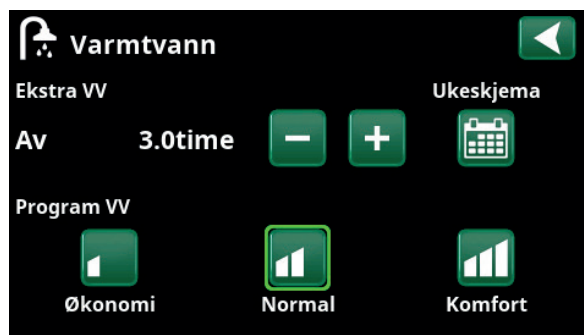 Varmtvann
Ekstra VV
Ukeskjema
Av 3.0time
Program VV
Økonomi Normal Komfort